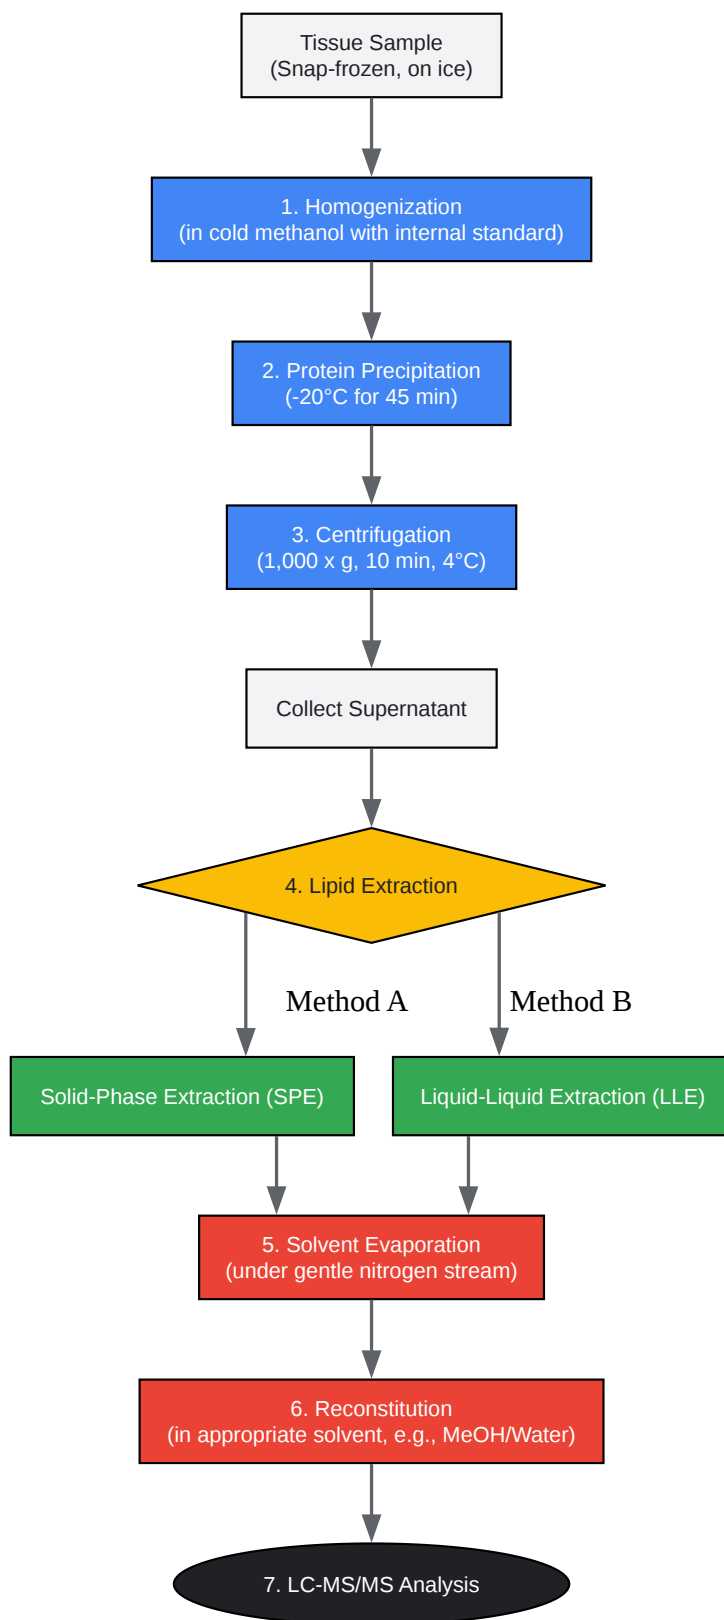 Tissue Sample
(Snap-frozen, on ice)
1. Homogenization
(in cold methanol with internal standard)
2. Protein Precipitation
(-20°C for 45 min)
3. Centrifugation
(1,000 x g, 10 min, 4°C)
Collect Supernatant
4. Lipid Extraction
Method A
Method B
Solid-Phase Extraction (SPE)
Liquid-Liquid Extraction (LLE)
5. Solvent Evaporation
(under gentle nitrogen stream)
6. Reconstitution
(in appropriate solvent, e.g., MeOH/Water)
7. LC-MS/MS Analysis